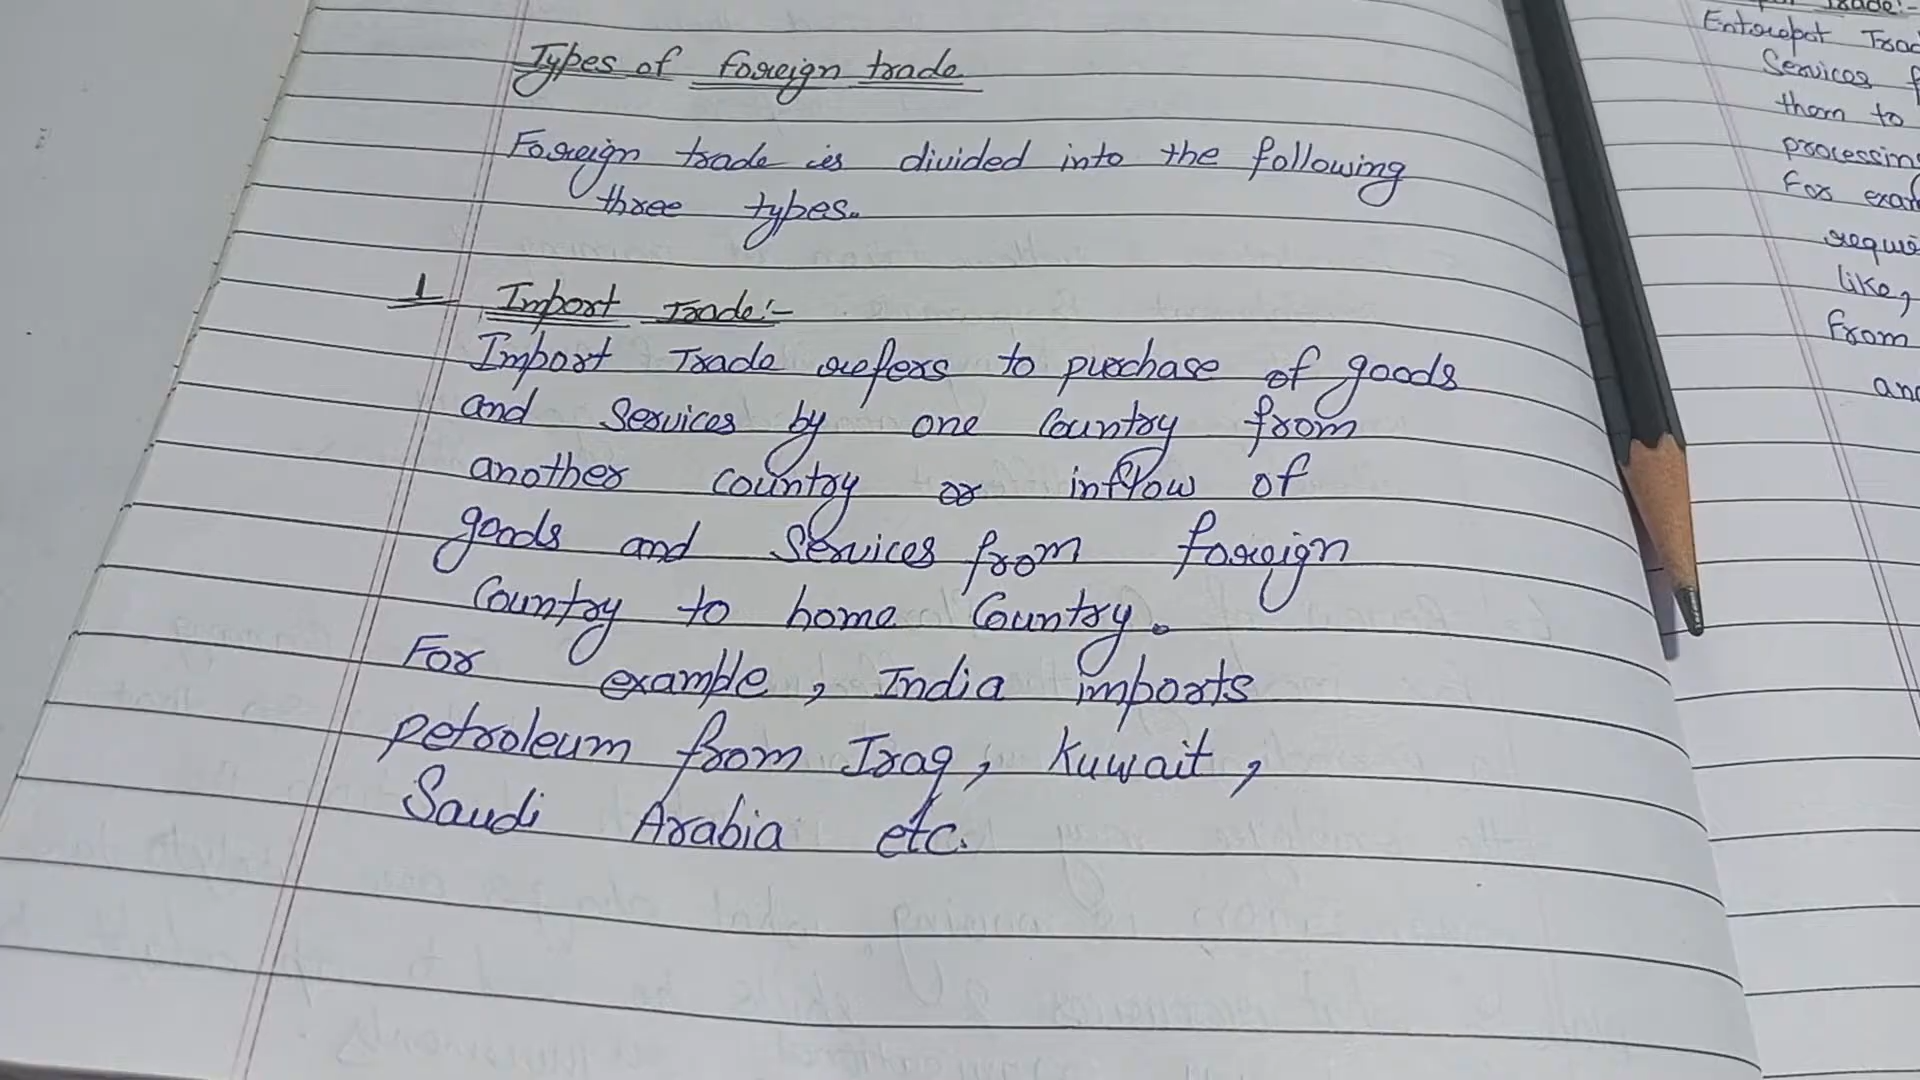 Types of foreign trade
Foreign trade is divided into the following
three types.
1 Import Trade:-
Import Trade refers to purchase of goods
and Services by one Country from
another country or inflow of
goods and Services from foreign
Country to home Country.
For example, India imports
petroleum from Iraq, Kuwait,
Saudi Arabia etc.
Trade:-
Entrepot
Services
them to
For
like,
from